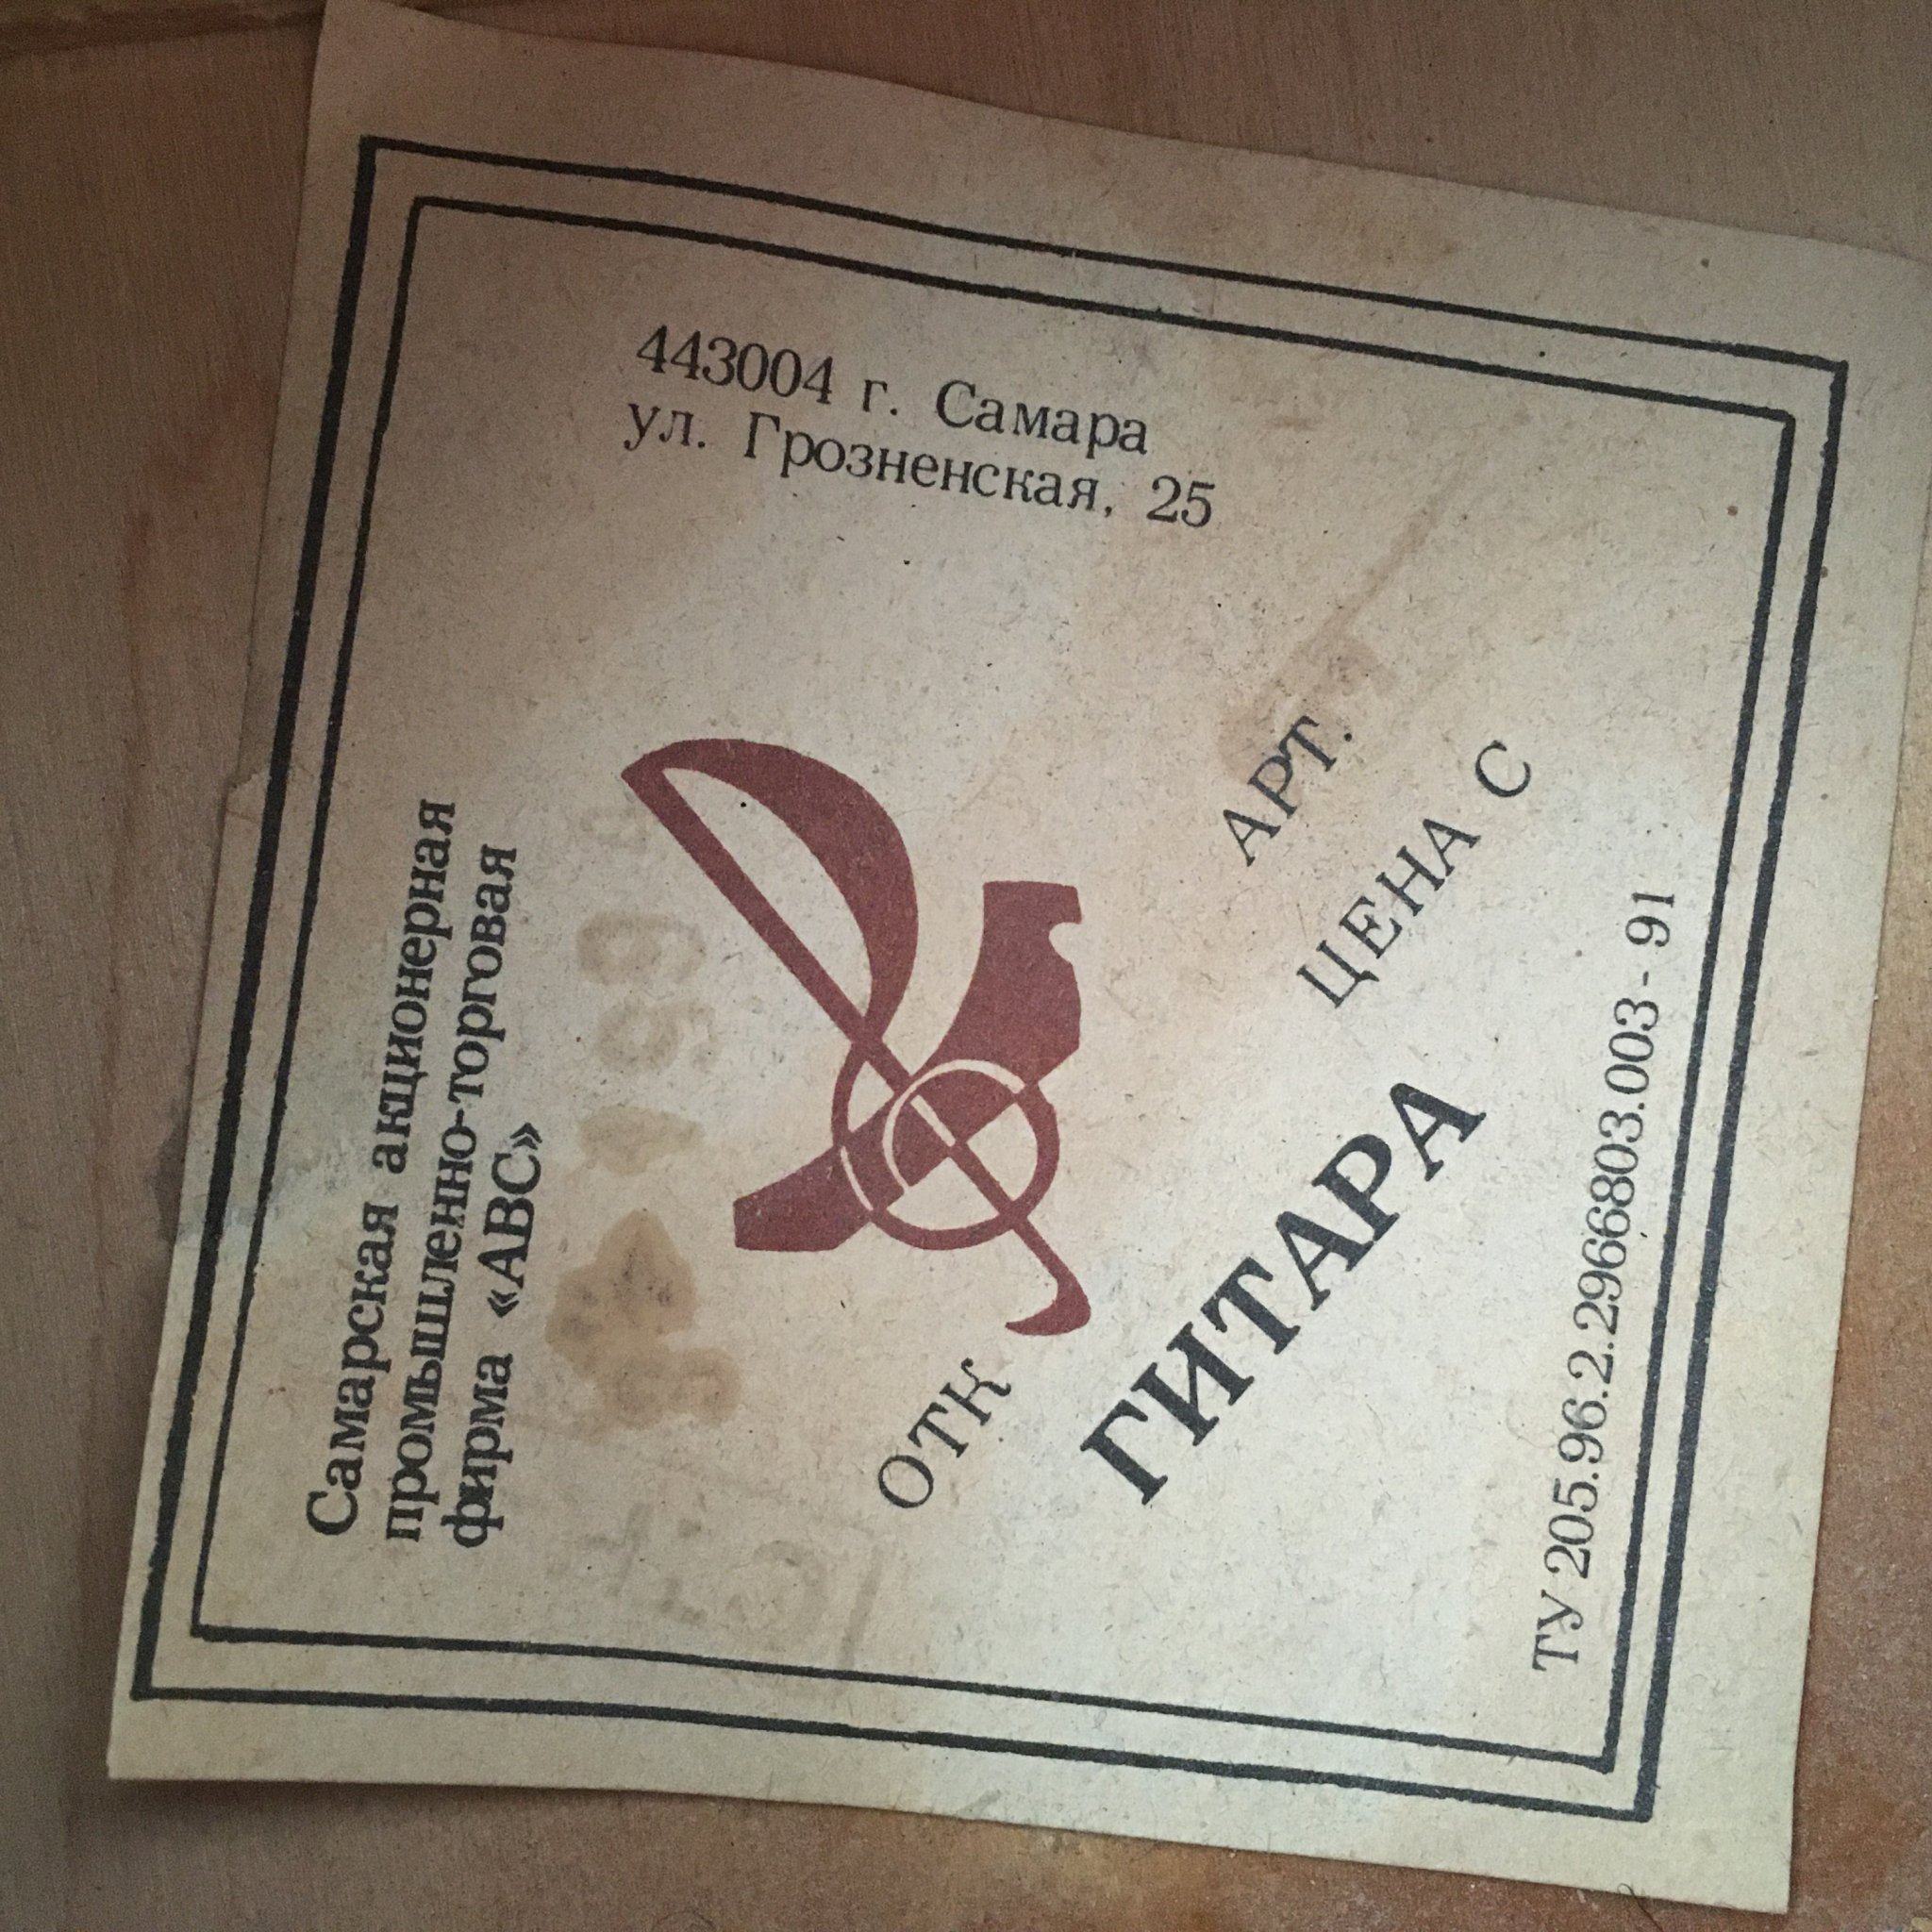 Самарская акционерная
промышленно-торговая
фирма «АВС»
443004 г. Самара
ул. Грозненская, 25
ОТК
АРТ.
ГИТАРА
ЦЕНА С
ТУ 205.96.2.2966803.003-91